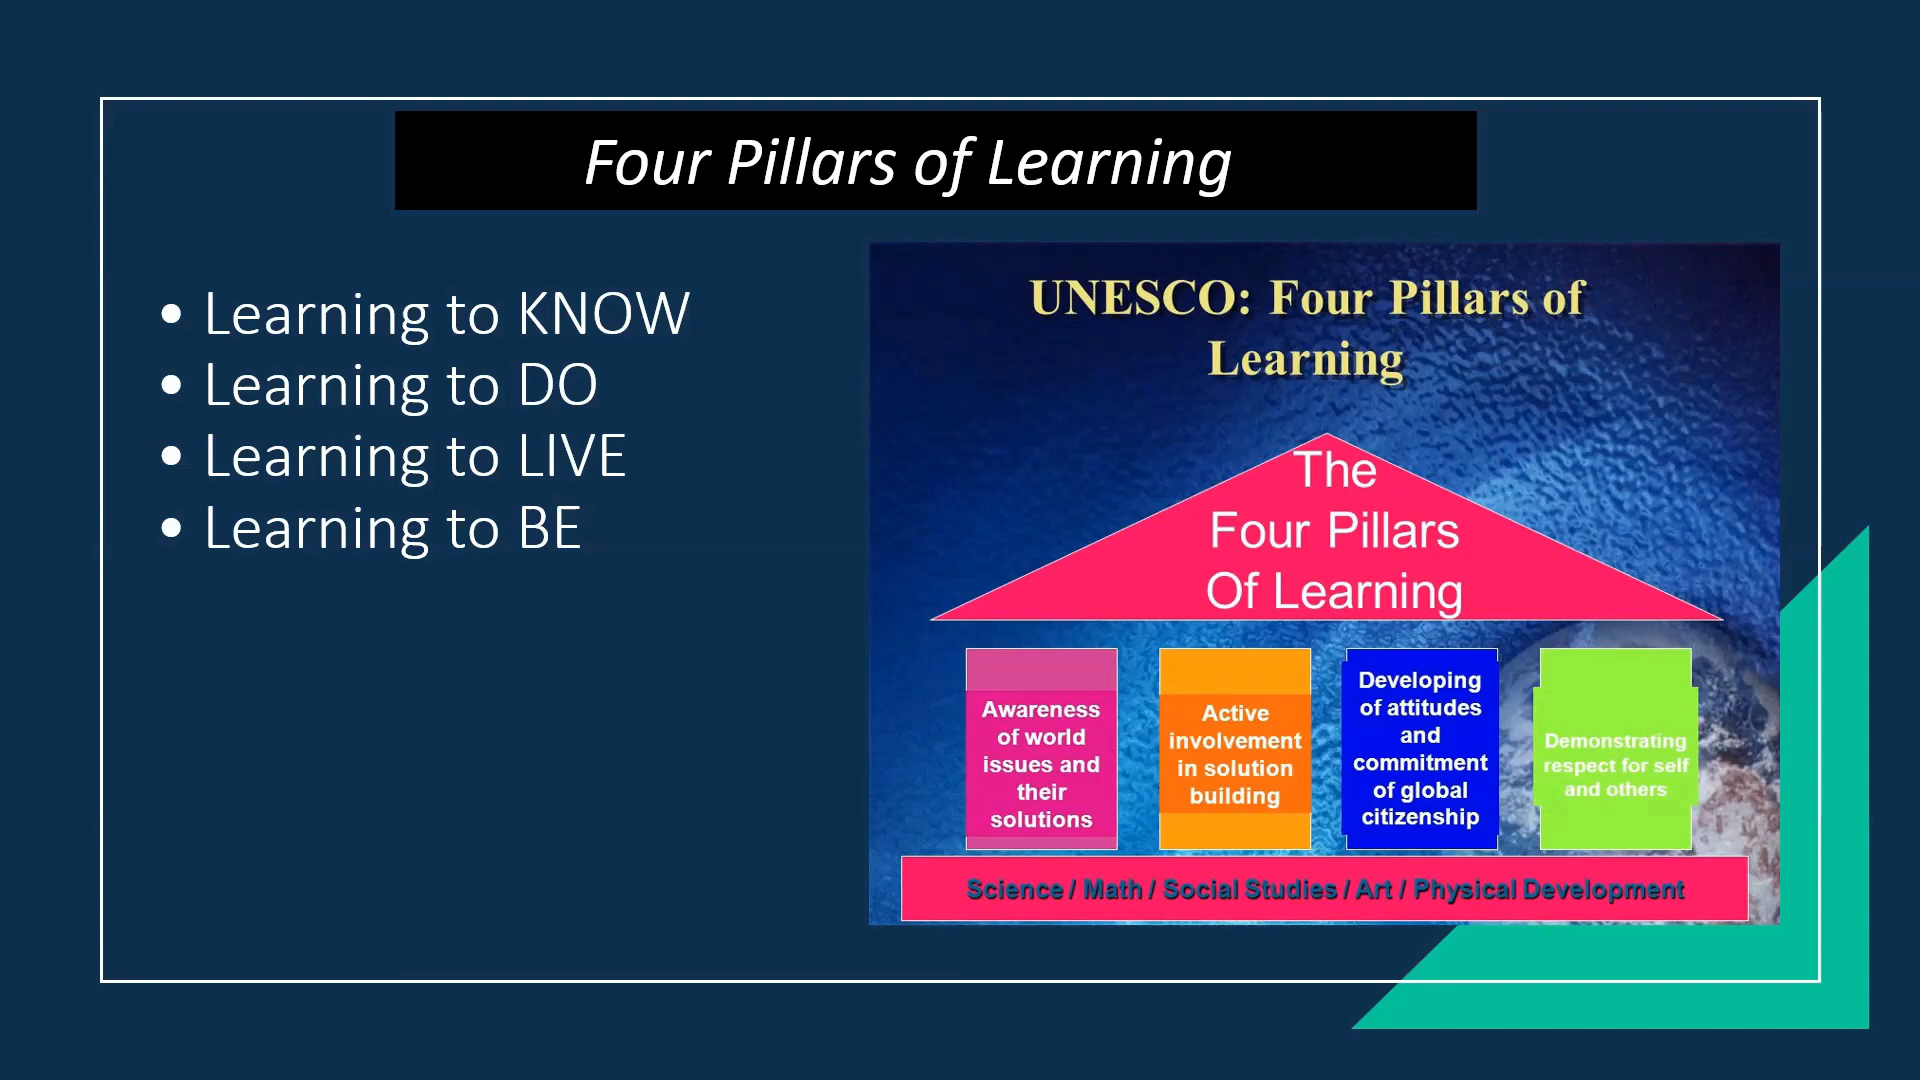 Four Pillars of Learning
• Learning to KNOW
• Learning to DO
• Learning to LIVE
• Learning to BE
UNESCO: Four Pillars of
Learning
The
Four Pillars
Of Learning
Awareness
of world
issues and
their
solutions
Active
involvement
in solution
building
Developing
of attitudes
and
commitment
of global
citizenship
Demonstrating
respect for self
and others
Science / Math / Social Studies / Art / Physical Development